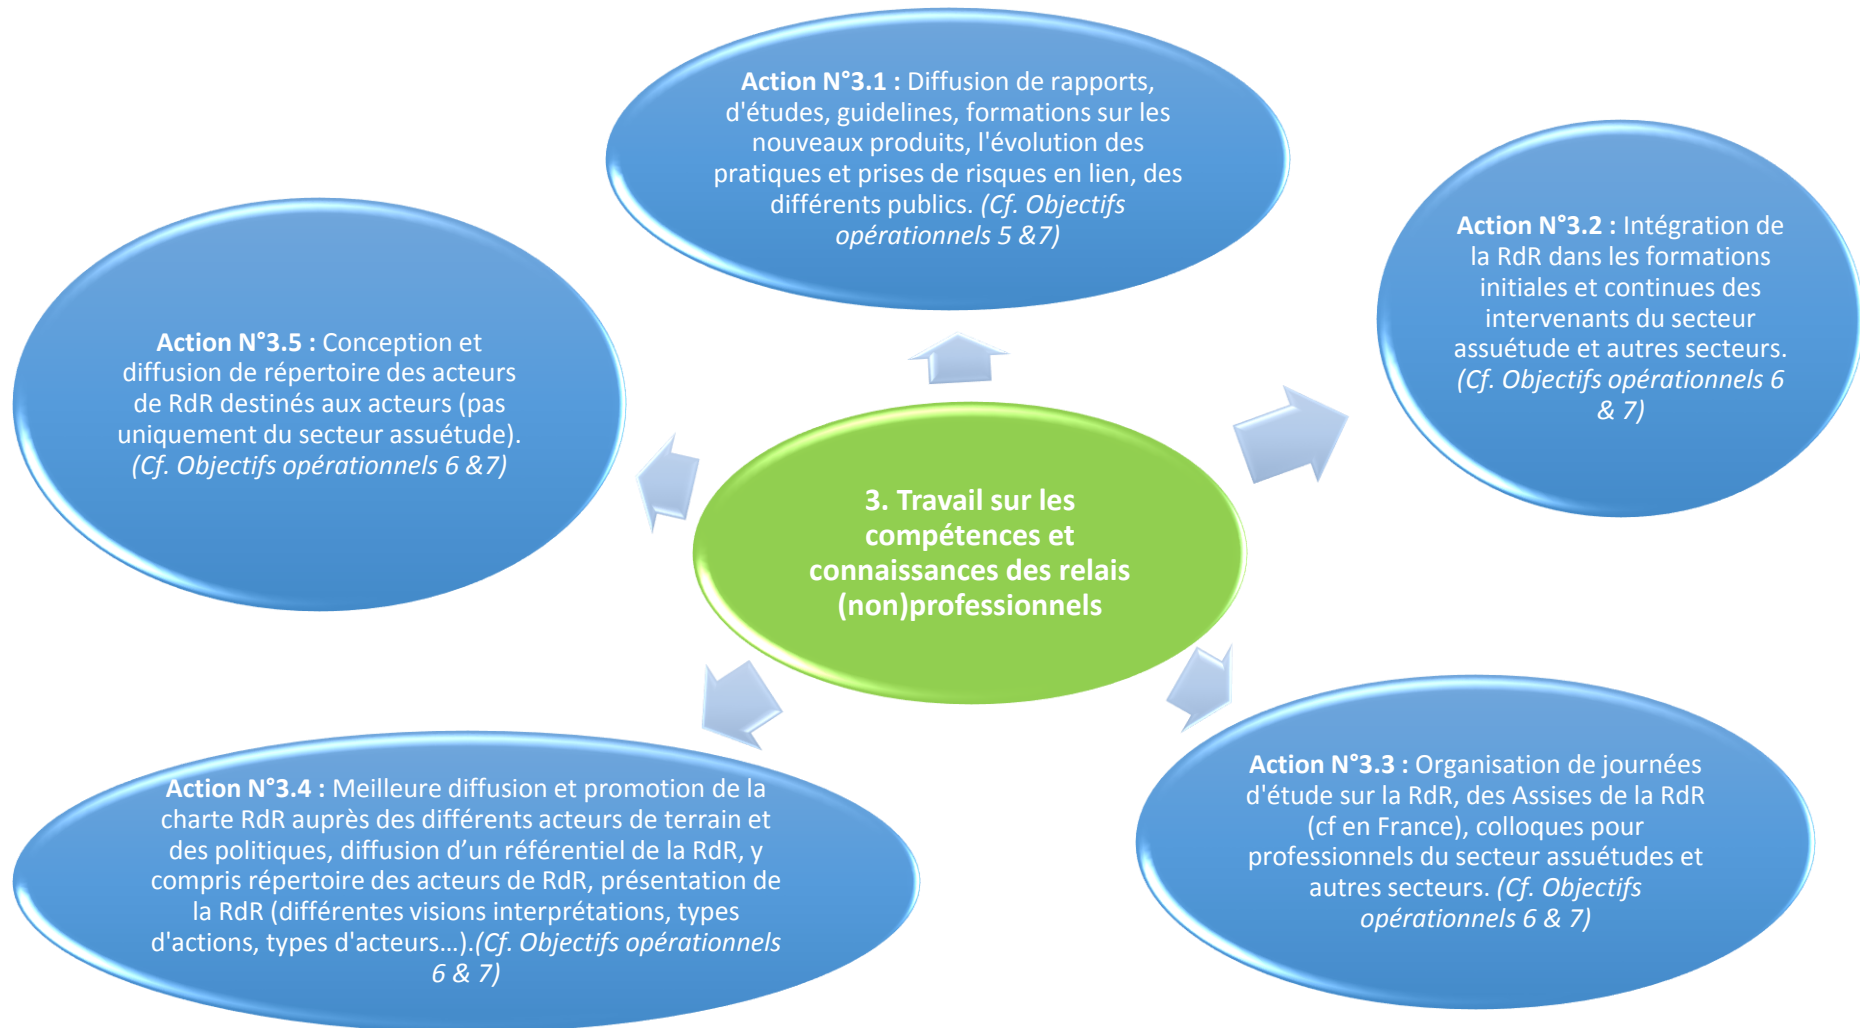 Action N°3.1 : Diffusion de rapports,
d'études, guidelines, formations sur les
nouveaux produits, l'évolution des
pratiques et prises de risques en lien, des
différents publics. (Cf. Objectifs
opérationnels 5 &7)
Action N°3.2 : Intégration de
la RdR dans les formations
initiales et continues des
intervenants du secteur
assuétude et autres secteurs.
(Cf. Objectifs opérationnels 6
& 7)
Action N°3.5 : Conception et
diffusion de répertoire des acteurs
de RdR destinés aux acteurs (pas
uniquement du secteur assuétude).
(Cf. Objectifs opérationnels 6 &7)
3. Travail sur les
compétences et
connaissances des relais
(non)professionnels
Action N°3.4 : Meilleure diffusion et promotion de la
charte RdR auprès des différents acteurs de terrain et
des politiques, diffusion d’un référentiel de la RdR, y
compris répertoire des acteurs de RdR, présentation de
la RdR (différentes visions interprétations, types
d'actions, types d'acteurs…).(Cf. Objectifs opérationnels
6 & 7)
Action N°3.3 : Organisation de journées
d'étude sur la RdR, des Assises de la RdR
(cf en France), colloques pour
professionnels du secteur assuétudes et
autres secteurs. (Cf. Objectifs
opérationnels 6 & 7)